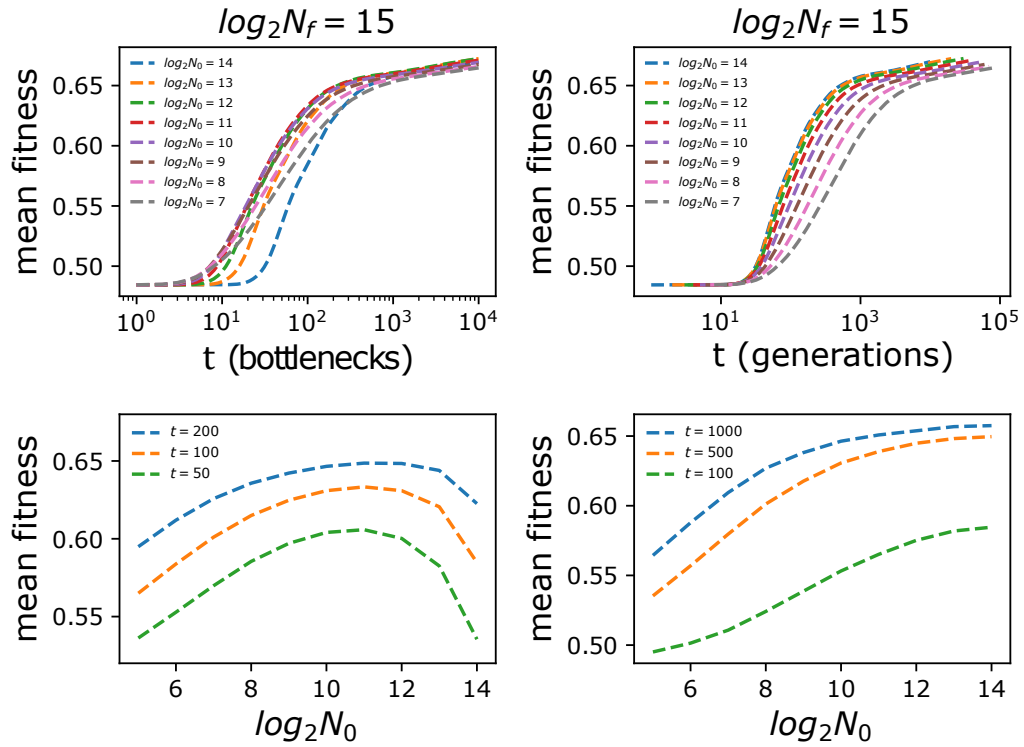 log₂N_f = 15
mean fitness
0.65
0.60
0.55
0.50
log₂N₀ = 14
log₂N₀ = 13
log₂N₀ = 12
log₂N₀ = 11
log₂N₀ = 10
log₂N₀ = 9
log₂N₀ = 8
log₂N₀ = 7
10⁰ 10¹ 10² 10³ 10⁴
t (bottlenecks)
log₂N_f = 15
mean fitness
0.65
0.60
0.55
0.50
log₂N₀ = 14
log₂N₀ = 13
log₂N₀ = 12
log₂N₀ = 11
log₂N₀ = 10
log₂N₀ = 9
log₂N₀ = 8
log₂N₀ = 7
10¹ 10³ 10⁵
t (generations)
mean fitness
0.65
0.60
0.55
t = 200
t = 100
t = 50
6 8 10 12 14
log₂N₀
mean fitness
0.65
0.60
0.55
0.50
t = 1000
t = 500
t = 100
6 8 10 12 14
log₂N₀